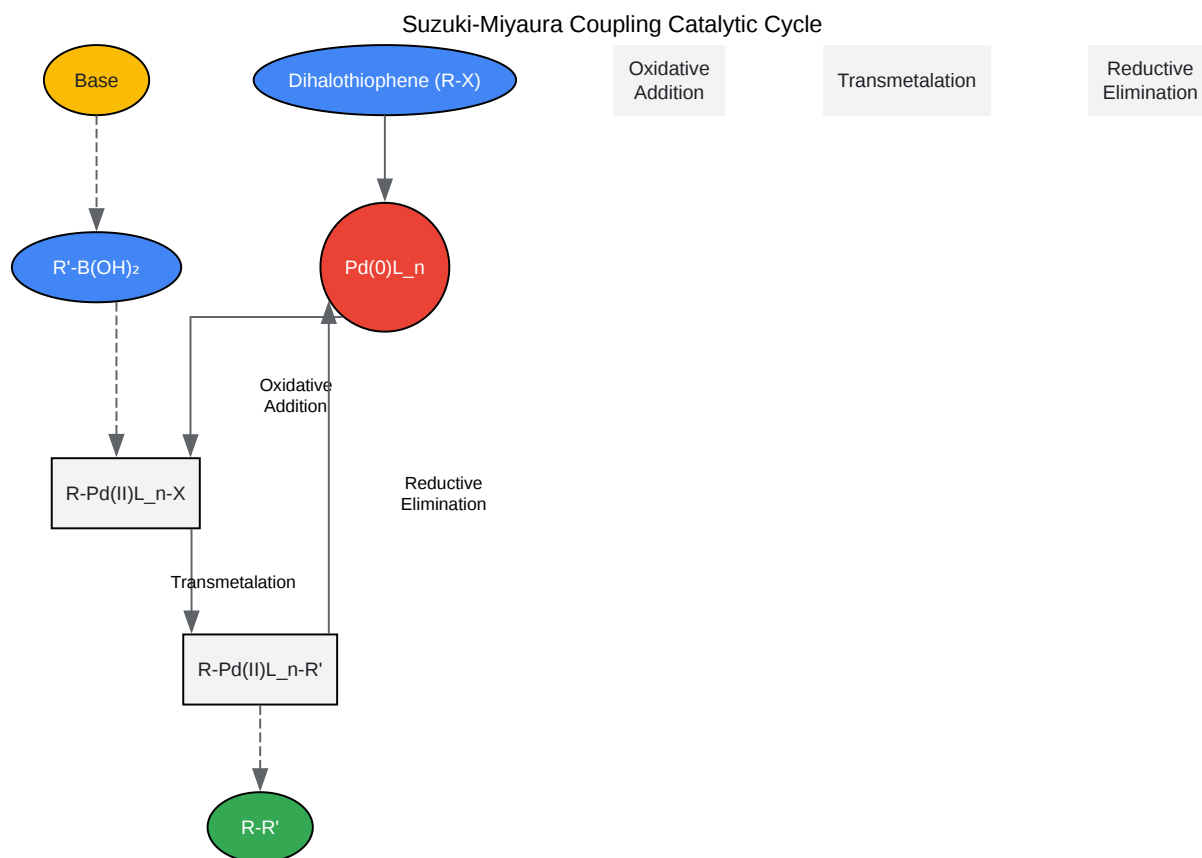 Suzuki-Miyaura Coupling Catalytic Cycle
Base
Dihalothiophene (R-X)
Oxidative
Addition
Transmetalation
Reductive
Elimination
R'-B(OH)₂
Pd(0)L_n
Oxidative
Addition
Reductive
Elimination
R-Pd(II)L_n-X
Transmetalation
R-Pd(II)L_n-R'
R-R'